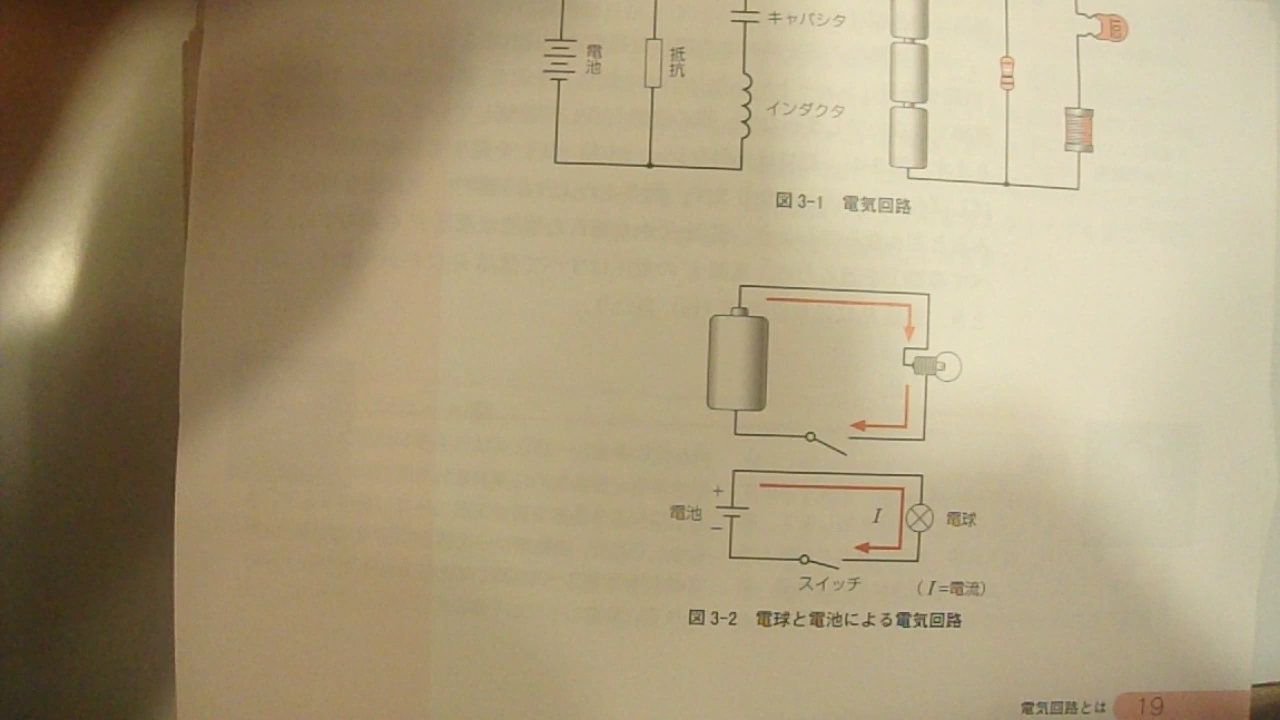 キャパシタ
電池
抵抗
インダクタ
図3-1 電気回路
+
電池
−
I
電球
スイッチ
(I=電流)
図3-2 電球と電池による電気回路
電気回路とは 19